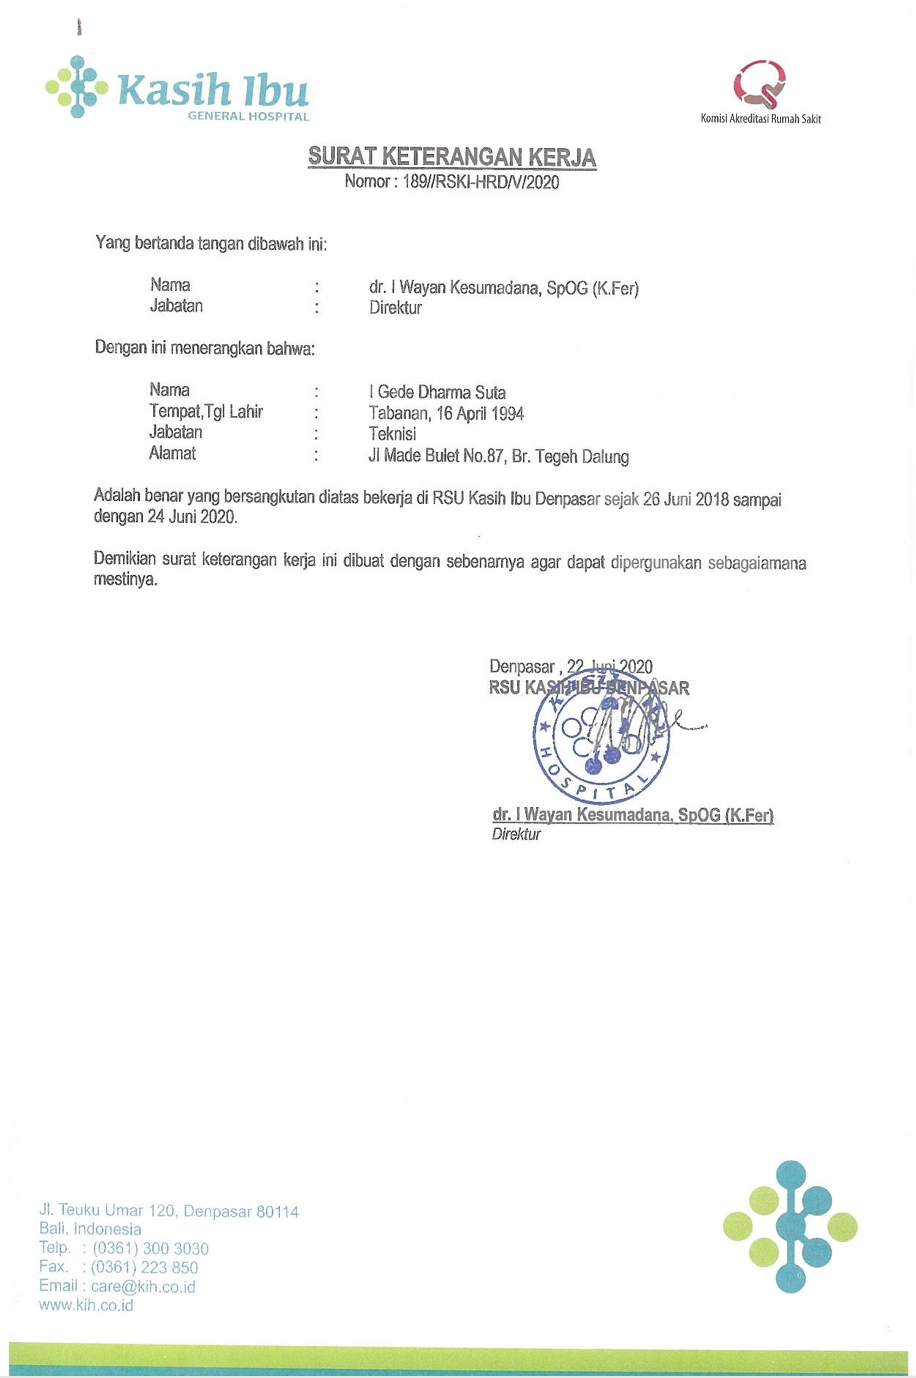 Kasih Ibu
GENERAL HOSPITAL
Komisi Akreditasi Rumah Sakit
SURAT KETERANGAN KERJA
Nomor : 189//RSKI-HRD/V/2020
Yang bertanda tangan dibawah ini:
Nama : dr. I Wayan Kesumadana, SpOG (K.Fer)
Jabatan : Direktur
Dengan ini menerangkan bahwa:
Nama : I Gede Dharma Suta
Tempat,Tgl Lahir : Tabanan, 16 April 1994
Jabatan : Teknisi
Alamat : Jl Made Bulet No.87, Br. Tegeh Dalung
Adalah benar yang bersangkutan diatas bekerja di RSU Kasih Ibu Denpasar sejak 26 Juni 2018 sampai
dengan 24 Juni 2020.
Demikian surat keterangan kerja ini dibuat dengan sebenarnya agar dapat dipergunakan sebagaiamana
mestinya.
Denpasar , 22 Juni 2020
RSU KASIH IBU DENPASAR
KASIH IBU
HOSPITAL
dr. I Wayan Kesumadana, SpOG (K.Fer)
Direktur
Jl. Teuku Umar 120, Denpasar 80114
Bali, Indonesia
Telp. : (0361) 300 3030
Fax. : (0361) 223 850
Email : care@kih.co.id
www.kih.co.id